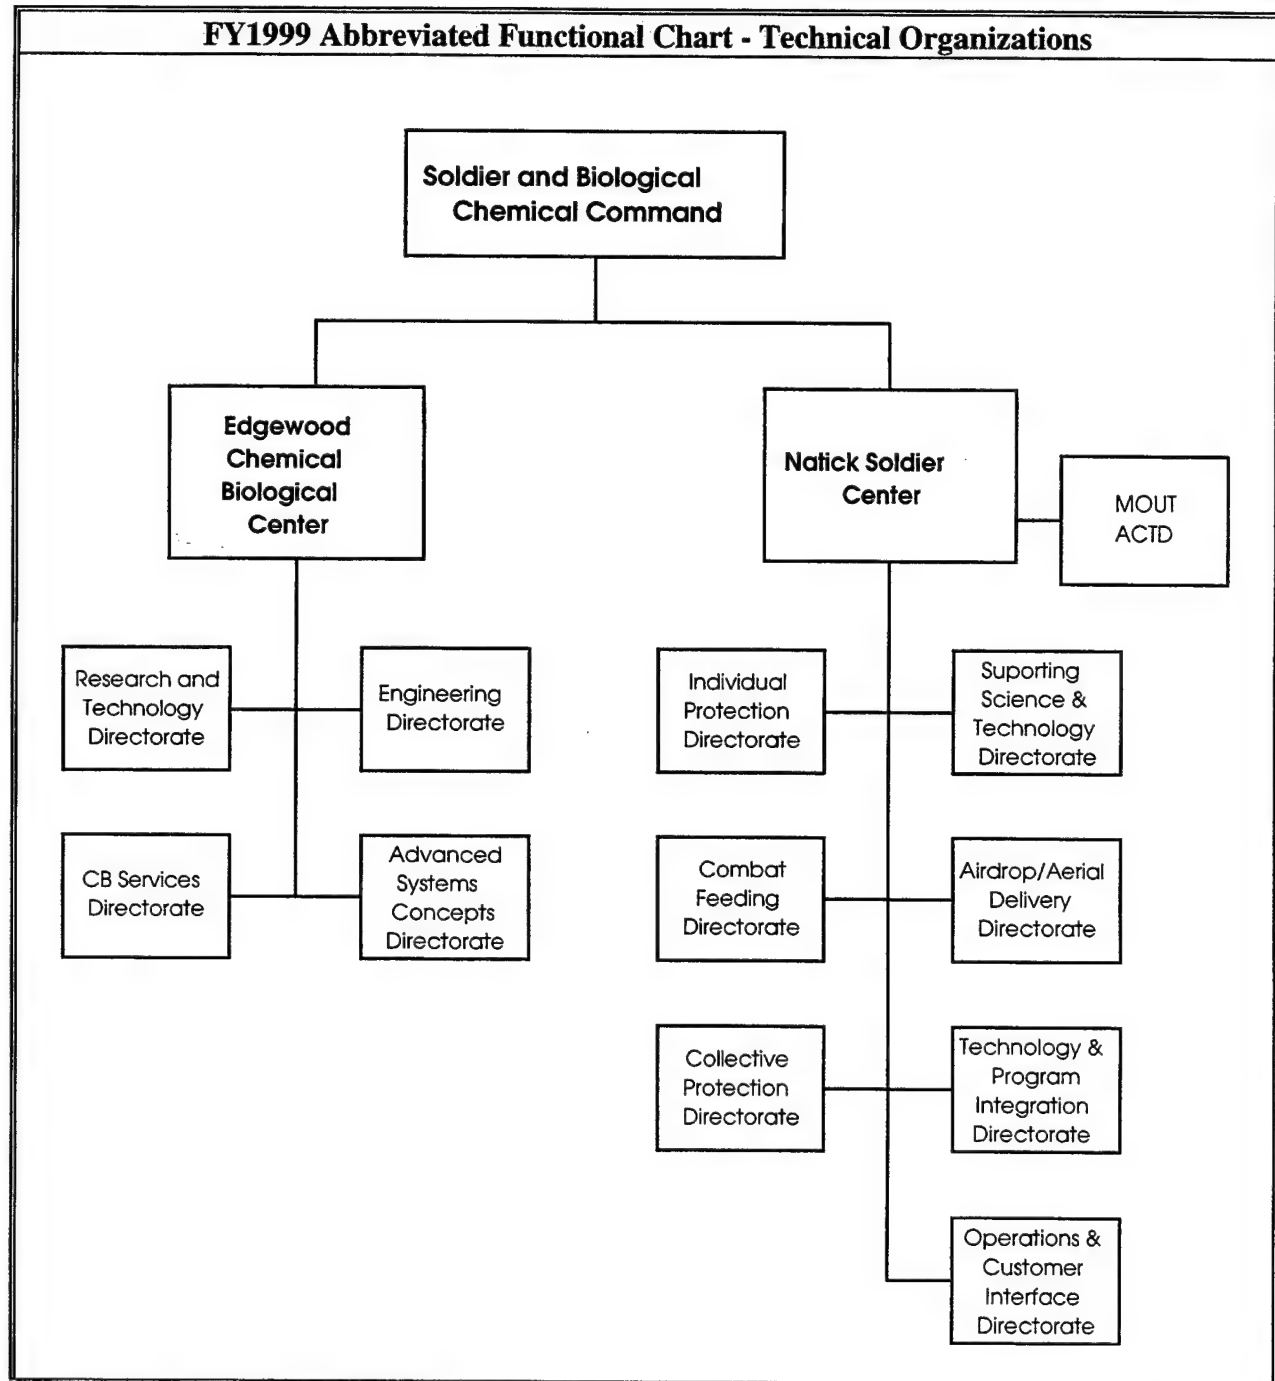 FY1999 Abbreviated Functional Chart - Technical Organizations
Soldier and Biological
Chemical Command
Edgewood
Chemical
Biological
Center
Natick Soldier
Center
MOUT
ACTD
Research and
Technology
Directorate
Engineering
Directorate
Individual
Protection
Directorate
Suporting
Science &
Technology
Directorate
CB Services
Directorate
Advanced
Systems
Concepts
Directorate
Combat
Feeding
Directorate
Airdrop/Aerial
Delivery
Directorate
Collective
Protection
Directorate
Technology &
Program
Integration
Directorate
Operations &
Customer
Interface
Directorate